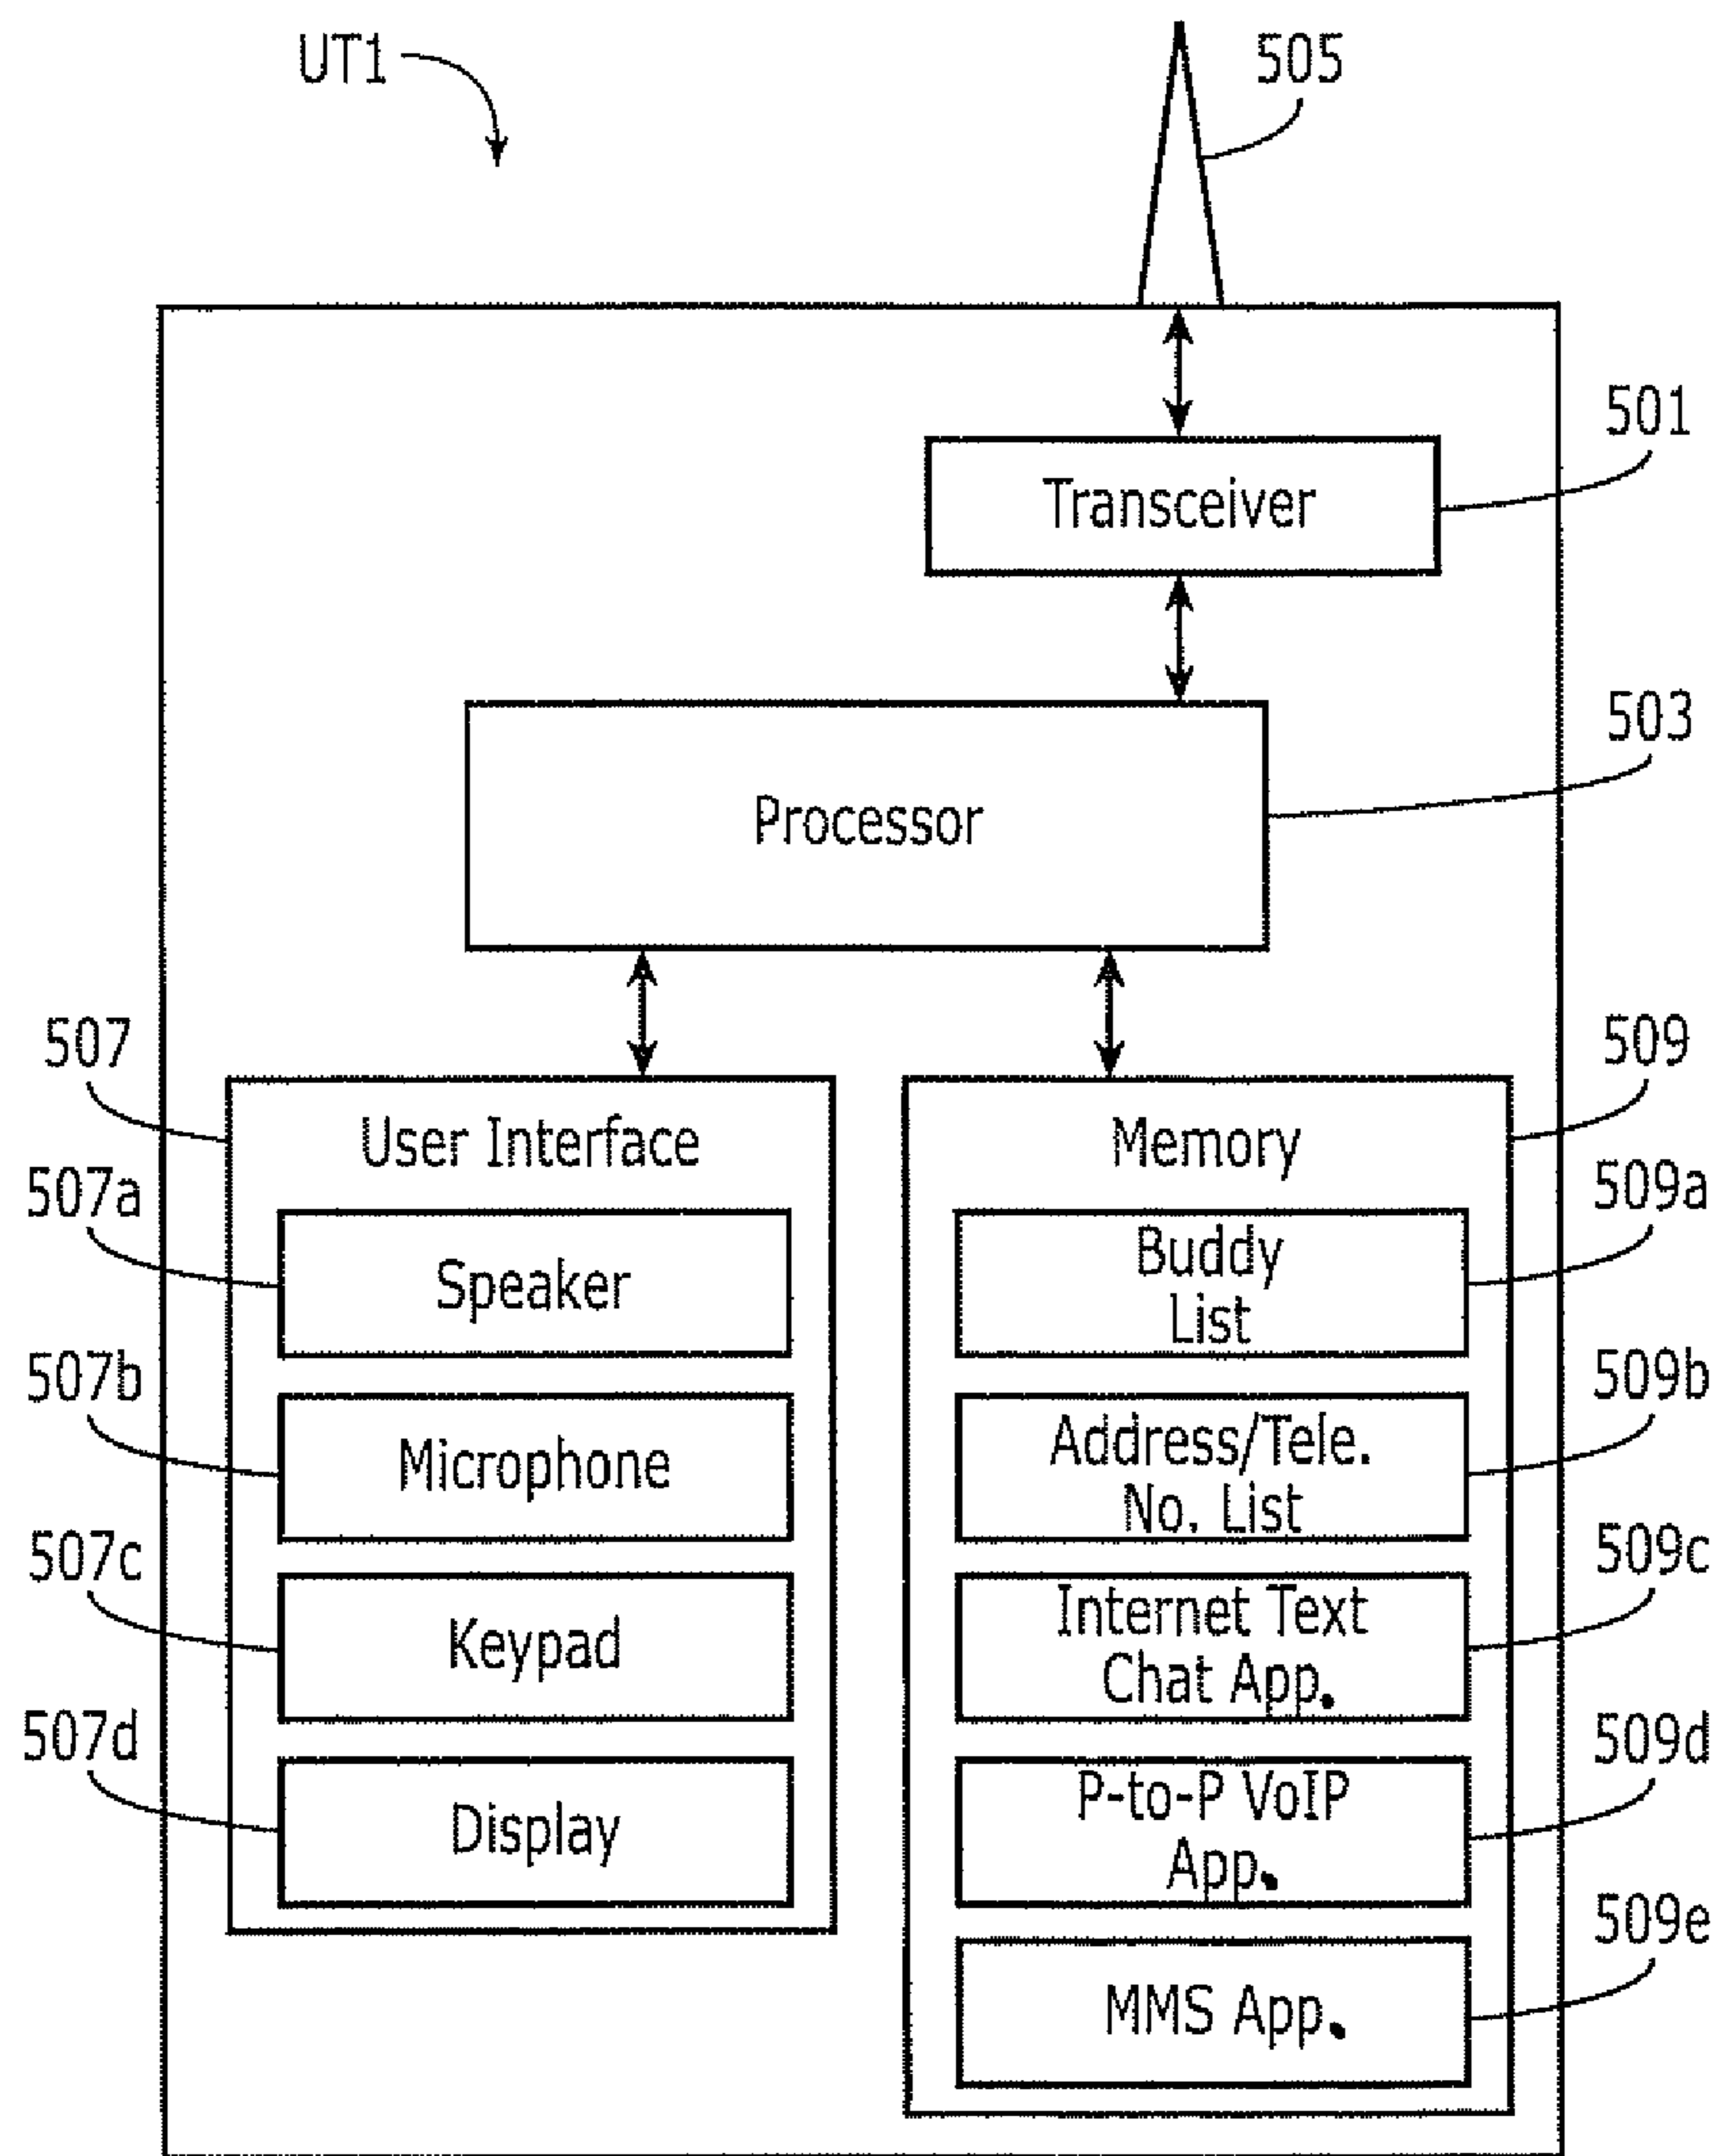 UT1
505
501
Transceiver
503
Processor
507
509
User Interface
Memory
507a
509a
Speaker
Buddy
List
507b
509b
Microphone
Address/Tele.
No. List
507c
509c
Keypad
Internet Text
Chat App.
507d
509d
Display
P-to-P VoIP
App.
509e
MMS App.